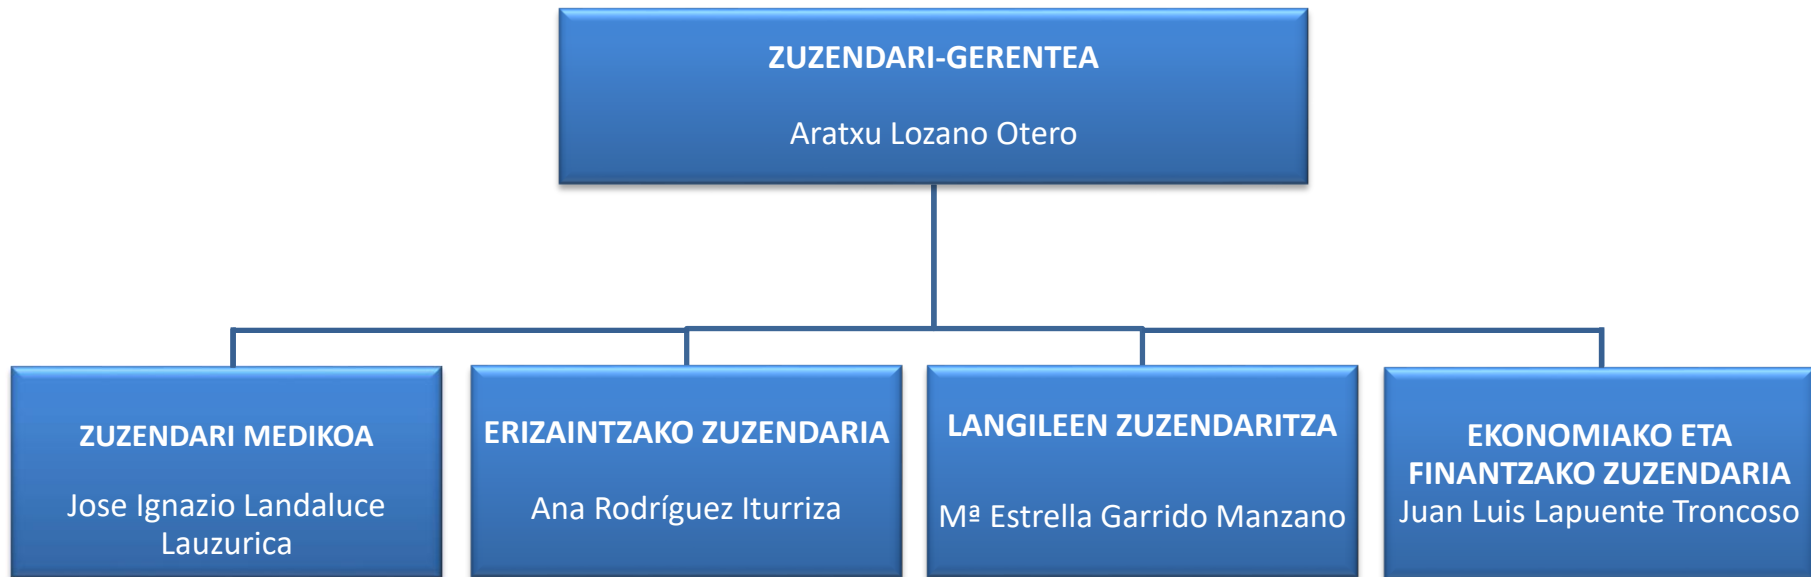 ZUZENDARI-GERENTEA
Aratxu Lozano Otero
ZUZENDARI MEDIKOA
Jose Ignazio Landaluce
Lauzurica
ERIZAINTZAKO ZUZENDARIA
Ana Rodríguez Iturriza
LANGILEEN ZUZENDARITZA
Mª Estrella Garrido Manzano
EKONOMIAKO ETA
FINANTZAKO ZUZENDARIA
Juan Luis Lapuente Troncoso